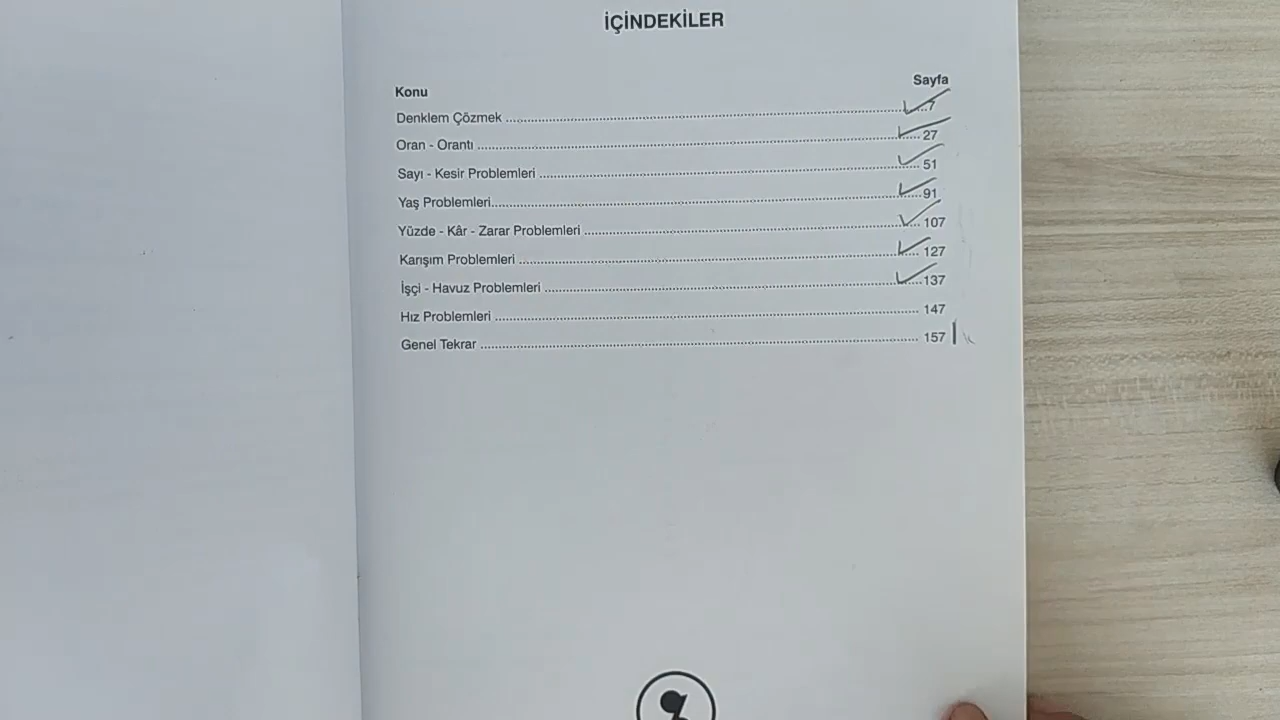 İÇİNDEKİLER
Konu Sayfa
Denklem Çözmek ........ 7
Oran - Orantı ........ 27
Sayı - Kesir Problemleri ........ 51
Yaş Problemleri ........ 91
Yüzde - Kâr - Zarar Problemleri ........ 107
Karışım Problemleri ........ 127
İşçi - Havuz Problemleri ........ 137
Hız Problemleri ........ 147
Genel Tekrar ........ 157